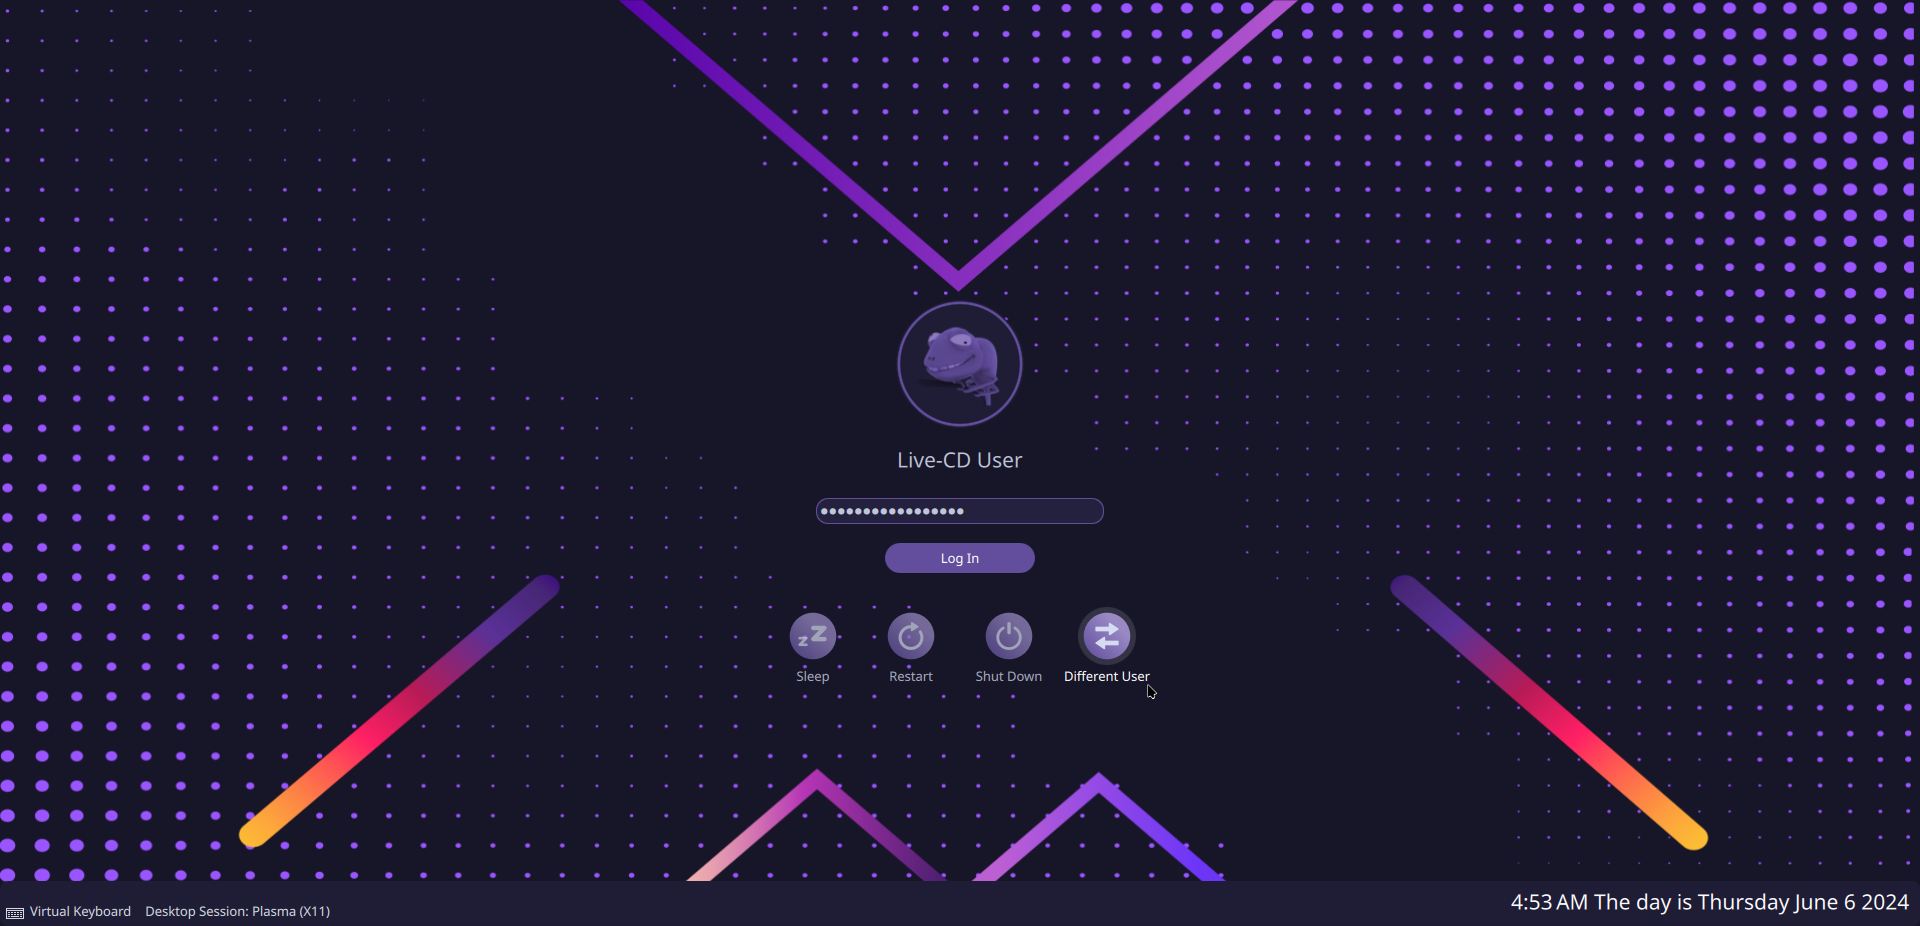 Live-CD User
Log In
Sleep
Restart
Shut Down
Different User
Virtual Keyboard
Desktop Session: Plasma (X11)
4:53 AM The day is Thursday June 6 2024